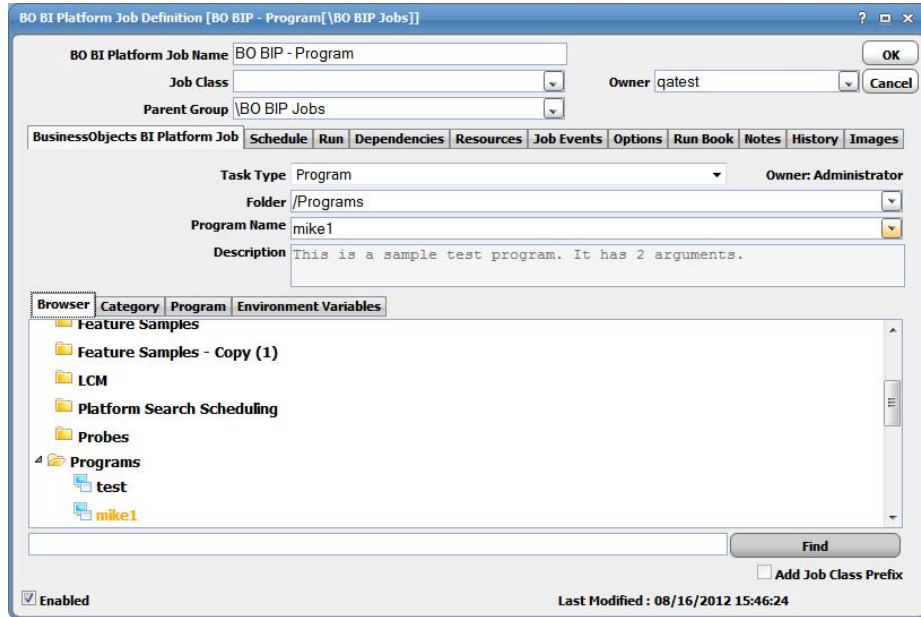 BO BI Platform Job Definition [BO BIP - Program[\BO BIP Jobs]] ?
BO BI Platform Job Name BO BIP - Program OK
Job Class Owner qatest Cancel
Parent Group \BO BIP Jobs
BusinessObjects BI Platform Job Schedule Run Dependencies Resources Job Events Options Run Book Notes History Images
Task Type Program Owner: Administrator
Folder /Programs
Program Name mike1
Description This is a sample test program. It has 2 arguments.
Browser Category Program Environment Variables
Feature Samples
Feature Samples - Copy (1)
LCM
Platform Search Scheduling
Probes
Programs
test
mike1
Find
Add Job Class Prefix
Enabled Last Modified : 08/16/2012 15:46:24